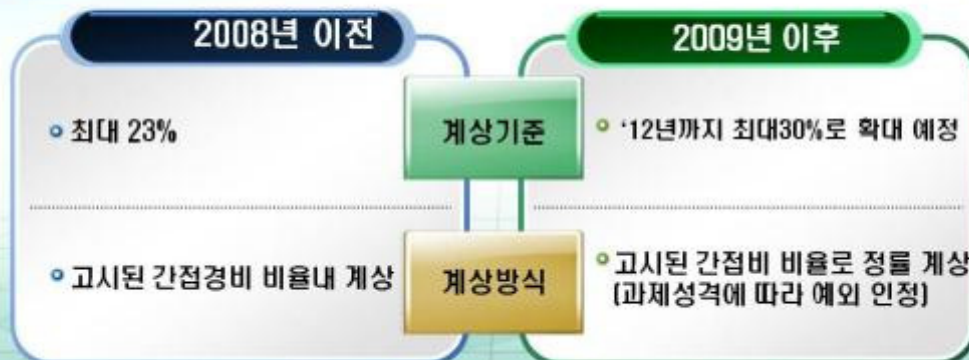 2008년 이전
2009년 이후
최대 23%
계상기준
‘12년까지 최대30%로 확대 예정
고시된 간접경비 비율내 계상
계상방식
고시된 간접비 비율로 정률 계상
(과제성격에 따라 예외 인정)